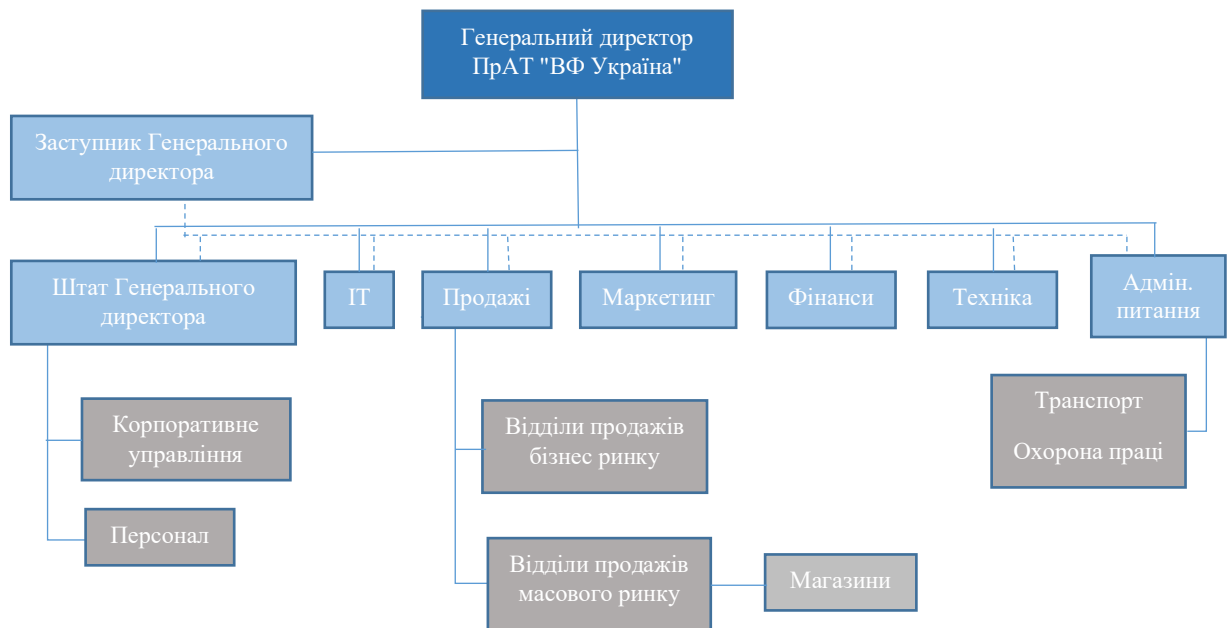 Генеральний директор
ПрАТ "ВФ Україна"
Заступник Генерального
директора
Штат Генерального
директора
ІТ
Продажі
Маркетинг
Фінанси
Техніка
Адмін.
питання
Корпоративне
управління
Персонал
Відділи продажів
бізнес ринку
Відділи продажів
масового ринку
Магазини
Транспорт
Охорона праці